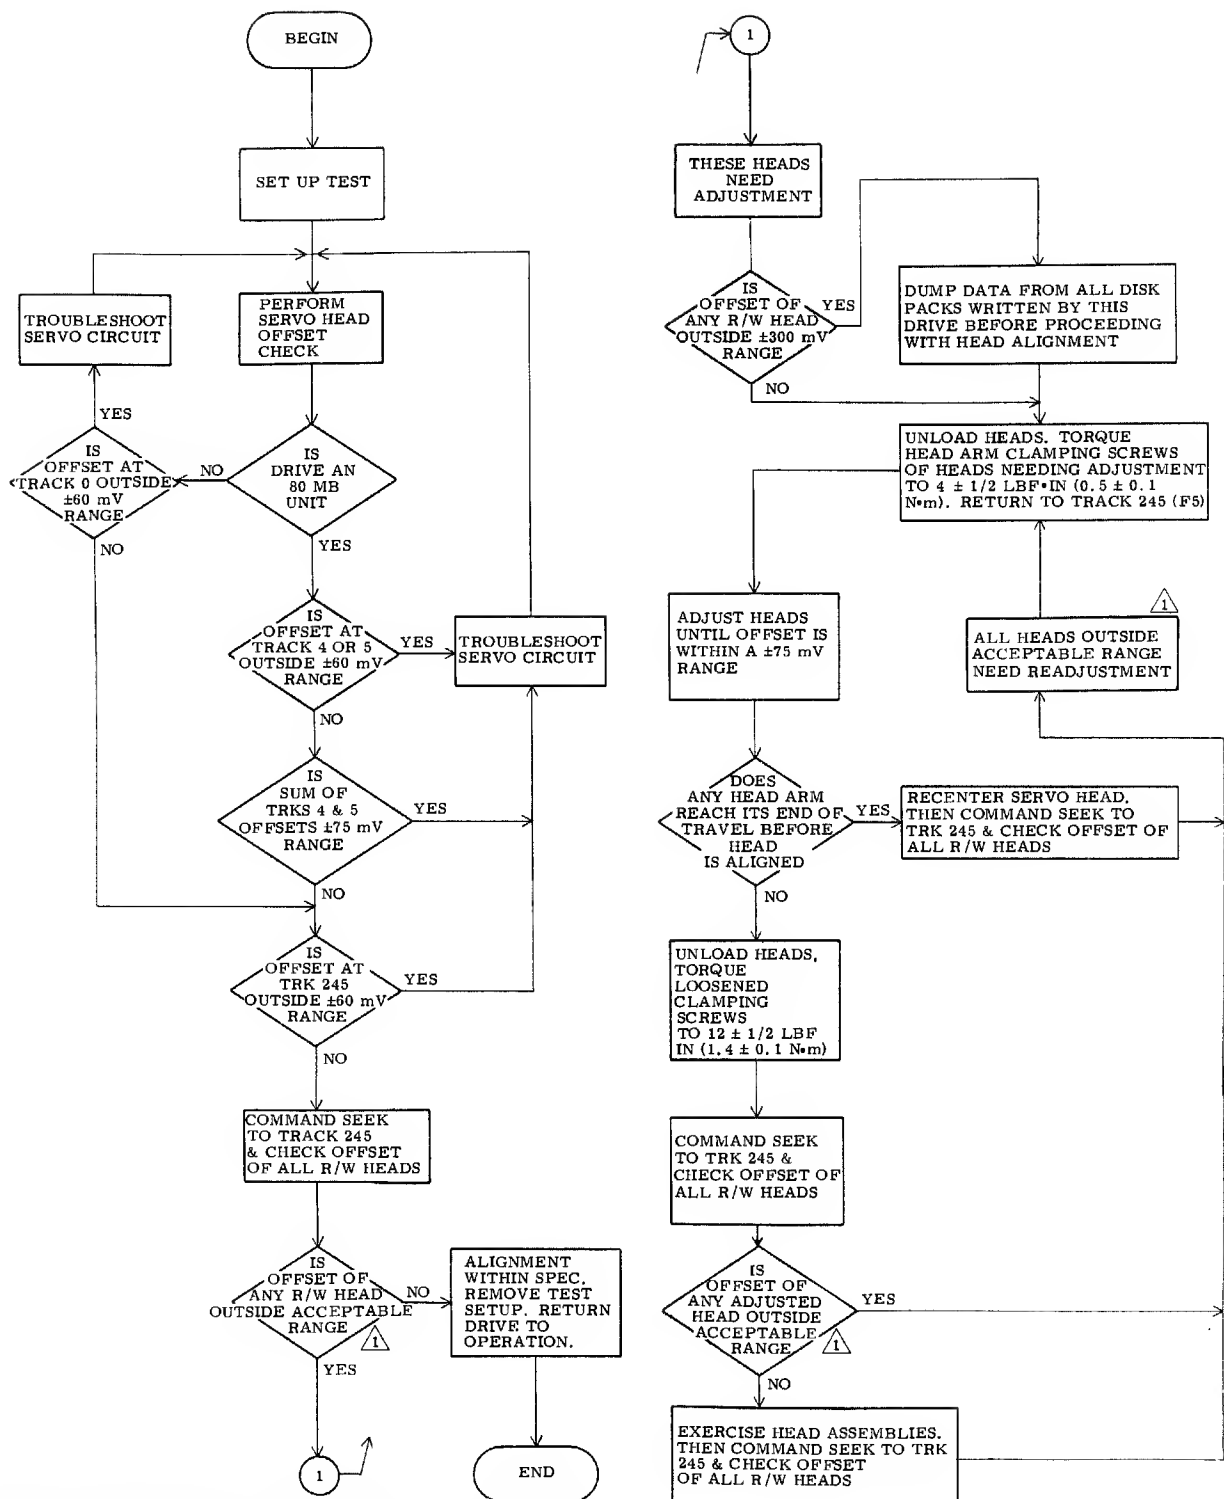 BEGIN
SET UP TEST
TROUBLESHOOT
SERVO CIRCUIT
PERFORM
SERVO HEAD
OFFSET
CHECK
YES
IS
OFFSET AT
TRACK 0 OUTSIDE
±60 mV
RANGE
NO
NO
IS
DRIVE AN
80 MB
UNIT
YES
IS
OFFSET AT
TRACK 4 OR 5
OUTSIDE ±60 mV
RANGE
YES
TROUBLESHOOT
SERVO CIRCUIT
NO
IS
SUM OF
TRKS 4 & 5
OFFSETS ±75 mV
RANGE
YES
NO
IS
OFFSET AT
TRK 245
OUTSIDE ±60 mV
RANGE
YES
NO
COMMAND SEEK
TO TRACK 245
& CHECK OFFSET
OF ALL R/W HEADS
IS
OFFSET OF
ANY R/W HEAD
OUTSIDE ACCEPTABLE
RANGE
1
NO
YES
ALIGNMENT
WITHIN SPEC.
REMOVE TEST
SETUP. RETURN
DRIVE TO
OPERATION.
1
END
1
THESE HEADS
NEED
ADJUSTMENT
IS
OFFSET OF
ANY R/W HEAD
OUTSIDE ±300 mV
RANGE
YES
NO
DUMP DATA FROM ALL DISK
PACKS WRITTEN BY THIS
DRIVE BEFORE PROCEEDING
WITH HEAD ALIGNMENT
UNLOAD HEADS. TORQUE
HEAD ARM CLAMPING SCREWS
OF HEADS NEEDING ADJUSTMENT
TO 4 ± 1/2 LBF•IN (0.5 ± 0.1
N•m). RETURN TO TRACK 245 (F5)
1
ADJUST HEADS
UNTIL OFFSET IS
WITHIN A ±75 mV
RANGE
ALL HEADS OUTSIDE
ACCEPTABLE RANGE
NEED READJUSTMENT
DOES
ANY HEAD ARM
REACH ITS END OF
TRAVEL BEFORE
HEAD
IS ALIGNED
YES
NO
RECENTER SERVO HEAD.
THEN COMMAND SEEK TO
TRK 245 & CHECK OFFSET OF
ALL R/W HEADS
UNLOAD HEADS.
TORQUE
LOOSENED
CLAMPING
SCREWS
TO 12 ± 1/2 LBF
IN (1.4 ± 0.1 N•m)
COMMAND SEEK
TO TRK 245 &
CHECK OFFSET OF
ALL R/W HEADS
IS
OFFSET OF
ANY ADJUSTED
HEAD OUTSIDE
ACCEPTABLE
RANGE
1
YES
NO
EXERCISE HEAD ASSEMBLIES.
THEN COMMAND SEEK TO TRK
245 & CHECK OFFSET
OF ALL R/W HEADS